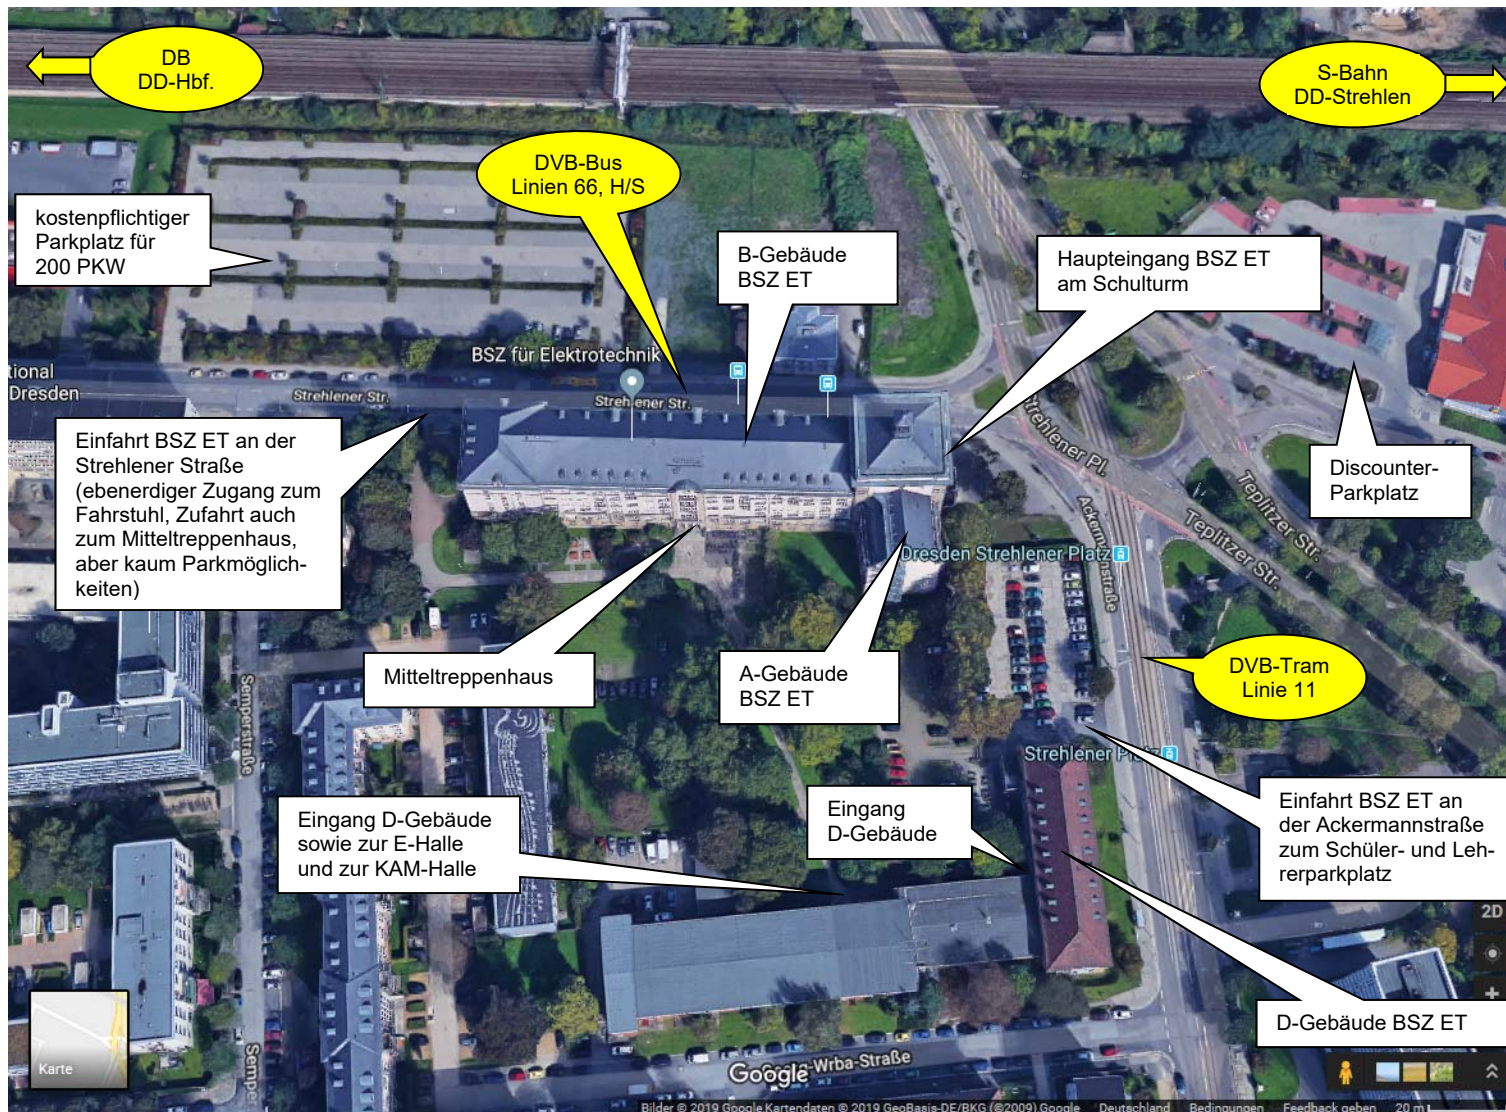 DB
DD-Hbf.
S-Bahn
DD-Strehlen
DVB-Bus
Linien 66, H/S
kostenpflichtiger
Parkplatz für
200 PKW
B-Gebäude
BSZ ET
Haupteingang BSZ ET
am Schulturm
BSZ für Elektrotechnik
tional
Dresden
Strehlener Str.
Strehlener Str.
Strehlener Pl.
Einfahrt BSZ ET an der
Strehlener Straße
(ebenerdiger Zugang zum
Fahrstuhl, Zufahrt auch
zum Mitteltreppenhaus,
aber kaum Parkmöglich-
keiten)
Discounter-
Parkplatz
Teplitzer Str.
Teplitzer Str.
Ackermannstraße
Dresden Strehlener Platz
Mitteltreppenhaus
A-Gebäude
BSZ ET
DVB-Tram
Linie 11
Semperstraße
Strehlener Platz
Eingang D-Gebäude
sowie zur E-Halle
und zur KAM-Halle
Eingang
D-Gebäude
Einfahrt BSZ ET an
der Ackermannstraße
zum Schüler- und Leh-
rerparkplatz
2D
D-Gebäude BSZ ET
Karte
Semper
Google
-Wrba-Straße
Bilder © 2019 Google Kartendaten © 2019 GeoBasis-DE/BKG (©2009) Google Deutschland Bedingungen Feedback geben 20 m